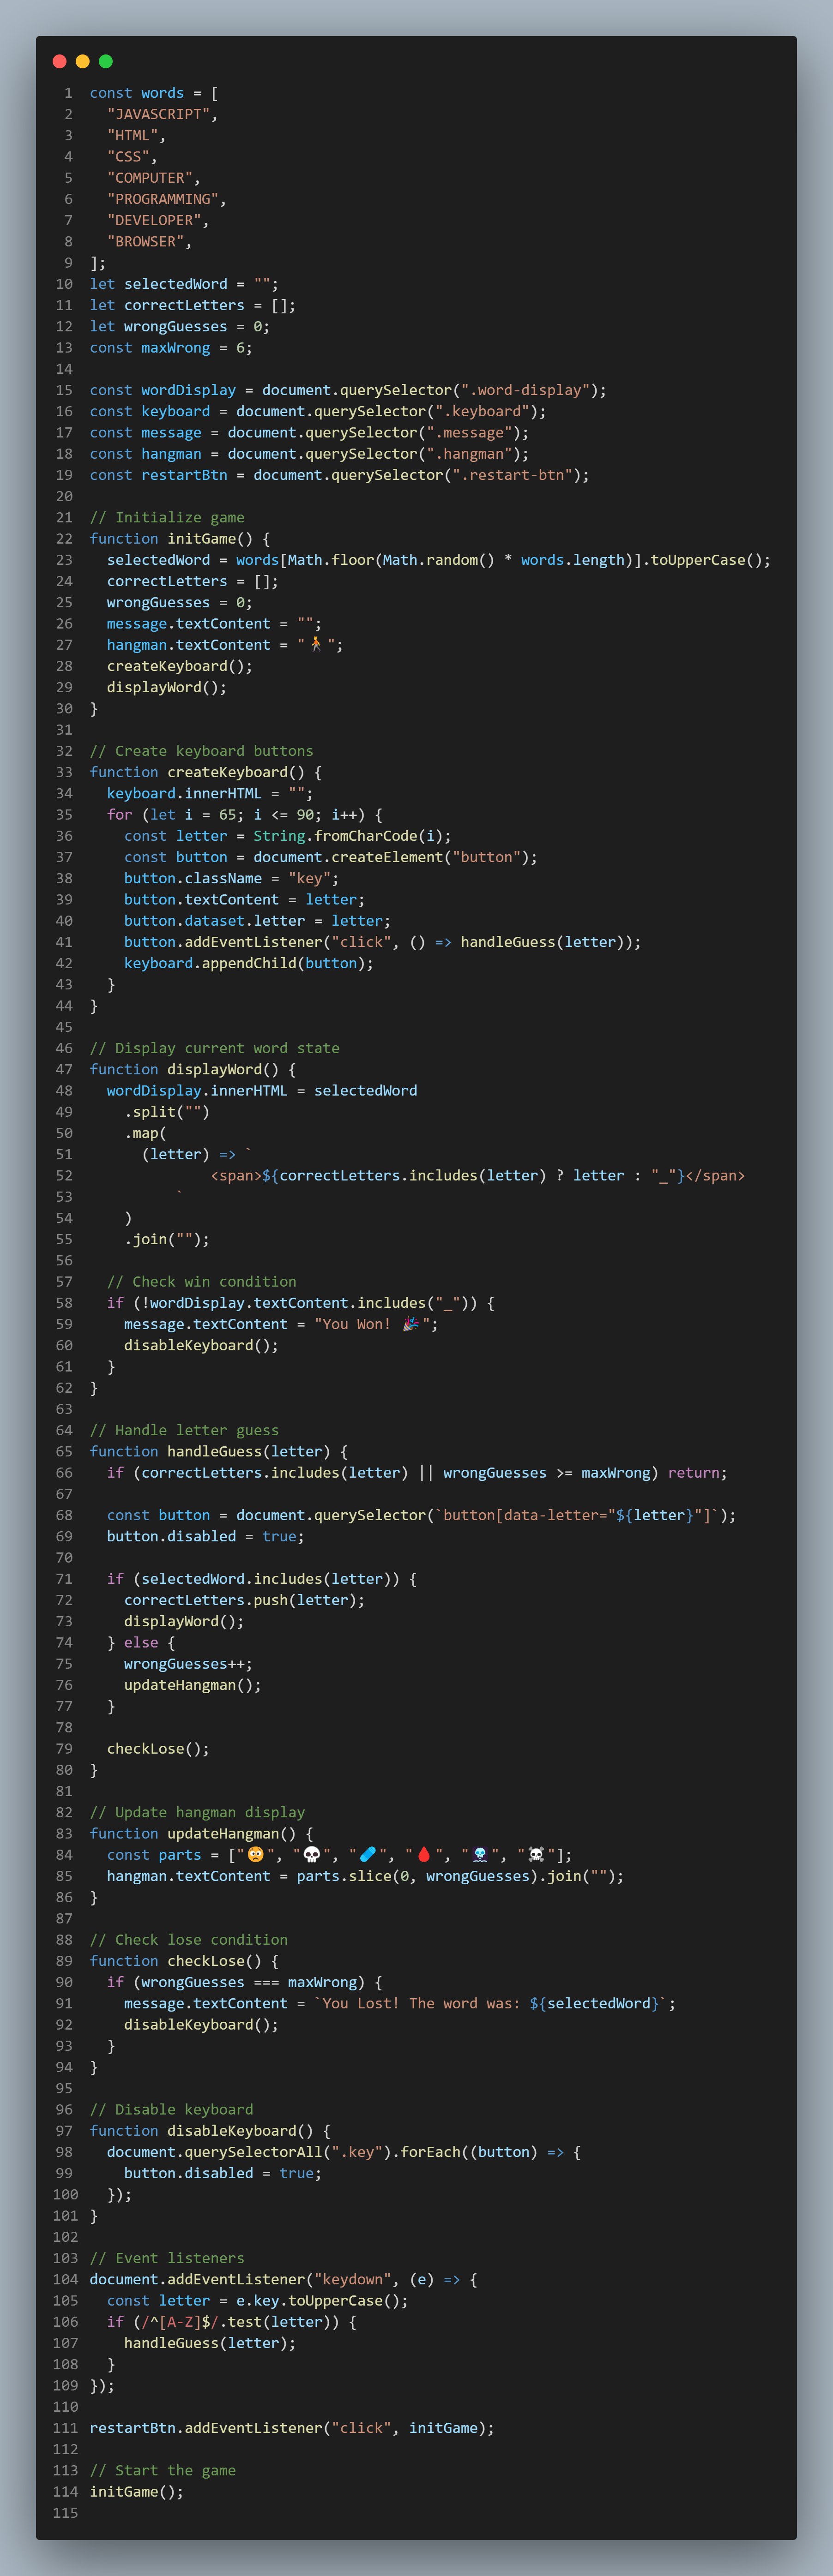 1 const words = [
2   "JAVASCRIPT",
3   "HTML",
4   "CSS",
5   "COMPUTER",
6   "PROGRAMMING",
7   "DEVELOPER",
8   "BROWSER",
9 ];
10 let selectedWord = "";
11 let correctLetters = [];
12 let wrongGuesses = 0;
13 const maxWrong = 6;
14
15 const wordDisplay = document.querySelector(".word-display");
16 const keyboard = document.querySelector(".keyboard");
17 const message = document.querySelector(".message");
18 const hangman = document.querySelector(".hangman");
19 const restartBtn = document.querySelector(".restart-btn");
20
21 // Initialize game
22 function initGame() {
23   selectedWord = words[Math.floor(Math.random() * words.length)].toUpperCase();
24   correctLetters = [];
25   wrongGuesses = 0;
26   message.textContent = "";
27   hangman.textContent = "🚶";
28   createKeyboard();
29   displayWord();
30 }
31
32 // Create keyboard buttons
33 function createKeyboard() {
34   keyboard.innerHTML = "";
35   for (let i = 65; i <= 90; i++) {
36     const letter = String.fromCharCode(i);
37     const button = document.createElement("button");
38     button.className = "key";
39     button.textContent = letter;
40     button.dataset.letter = letter;
41     button.addEventListener("click", () => handleGuess(letter));
42     keyboard.appendChild(button);
43   }
44 }
45
46 // Display current word state
47 function displayWord() {
48   wordDisplay.innerHTML = selectedWord
49     .split("")
50     .map(
51       (letter) => `
52               <span>${correctLetters.includes(letter) ? letter : "_"}</span>
53           `
54     )
55     .join("");
56
57   // Check win condition
58   if (!wordDisplay.textContent.includes("_")) {
59     message.textContent = "You Won! 🎉";
60     disableKeyboard();
61   }
62 }
63
64 // Handle letter guess
65 function handleGuess(letter) {
66   if (correctLetters.includes(letter) || wrongGuesses >= maxWrong) return;
67
68   const button = document.querySelector(`button[data-letter="${letter}"]`);
69   button.disabled = true;
70
71   if (selectedWord.includes(letter)) {
72     correctLetters.push(letter);
73     displayWord();
74   } else {
75     wrongGuesses++;
76     updateHangman();
77   }
78
79   checkLose();
80 }
81
82 // Update hangman display
83 function updateHangman() {
84   const parts = ["😳", "💀", "🩹", "🩸", "🧟", "☠️"];
85   hangman.textContent = parts.slice(0, wrongGuesses).join("");
86 }
87
88 // Check lose condition
89 function checkLose() {
90   if (wrongGuesses === maxWrong) {
91     message.textContent = `You Lost! The word was: ${selectedWord}`;
92     disableKeyboard();
93   }
94 }
95
96 // Disable keyboard
97 function disableKeyboard() {
98   document.querySelectorAll(".key").forEach((button) => {
99     button.disabled = true;
100   });
101 }
102
103 // Event listeners
104 document.addEventListener("keydown", (e) => {
105   const letter = e.key.toUpperCase();
106   if (/^[A-Z]$/.test(letter)) {
107     handleGuess(letter);
108   }
109 });
110
111 restartBtn.addEventListener("click", initGame);
112
113 // Start the game
114 initGame();
115